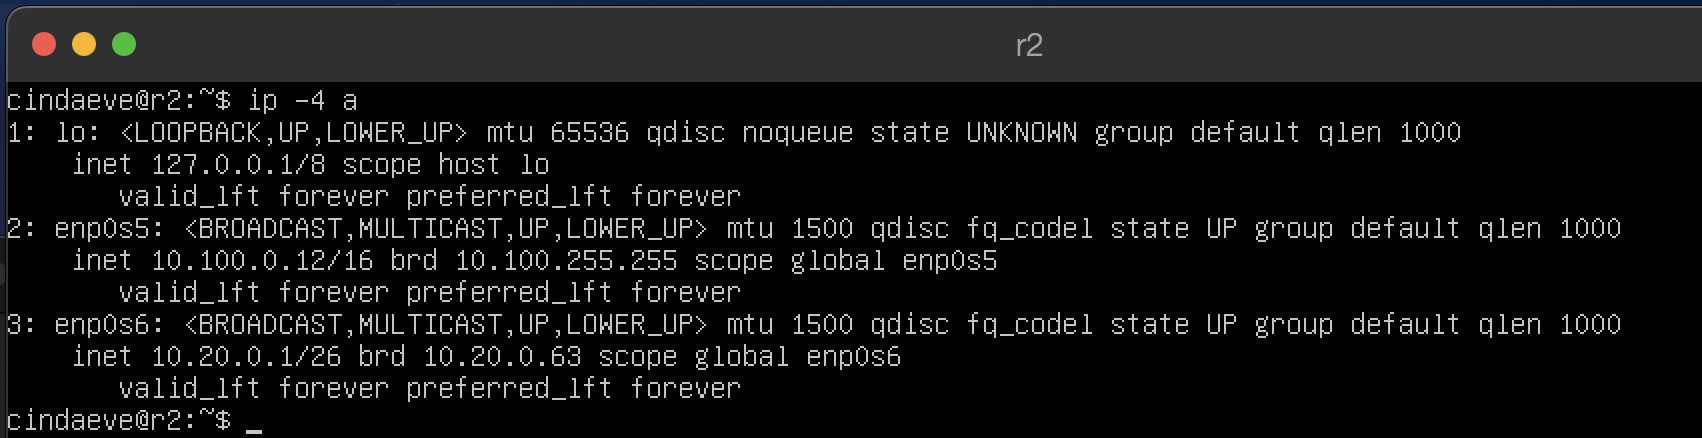 r2
cindaeve@r2:~$ ip -4 a
1: lo: <LOOPBACK,UP,LOWER_UP> mtu 65536 qdisc noqueue state UNKNOWN group default qlen 1000
    inet 127.0.0.1/8 scope host lo
       valid_lft forever preferred_lft forever
2: enp0s5: <BROADCAST,MULTICAST,UP,LOWER_UP> mtu 1500 qdisc fq_codel state UP group default qlen 1000
    inet 10.100.0.12/16 brd 10.100.255.255 scope global enp0s5
       valid_lft forever preferred_lft forever
3: enp0s6: <BROADCAST,MULTICAST,UP,LOWER_UP> mtu 1500 qdisc fq_codel state UP group default qlen 1000
    inet 10.20.0.1/26 brd 10.20.0.63 scope global enp0s6
       valid_lft forever preferred_lft forever
cindaeve@r2:~$ _